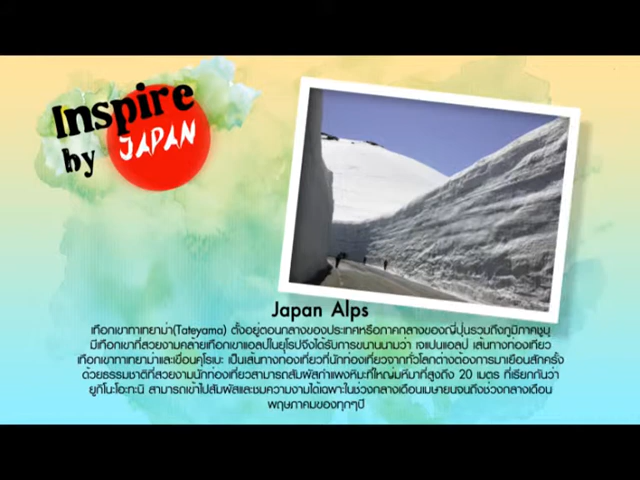 Inspire
by JAPAN
Japan Alps
เทือกเขาทาเทยาม่า(Tateyama) ตั้งอยู่ตอนกลางของประเทศหรือภาคกลางของญี่ปุ่นรวมถึงภูมิภาคชูบุ
มีเทือกเขาที่สวยงามคล้ายเทือกเขาแอลป์ในยุโรปจึงได้รับการขนานนามว่า เจแปนแอลป์ เส้นทางท่องเที่ยว
เทือกเขาทาเทยาม่าและเขื่อนคุโรเบะ เป็นเส้นทางท่องเที่ยวที่นักท่องเที่ยวจากทั่วโลกต่างต้องการมาเยือนสักครั้ง
ด้วยธรรมชาติที่สวยงามนักท่องเที่ยวสามารถสัมผัสกำแพงหิมะที่ใหญ่มหึมาที่สูงถึง 20 เมตร ที่เรียกกันว่า
ยูกิโนะโอะทะนิ สามารถเข้าไปสัมผัสและชมความงามได้เฉพาะในช่วงกลางเดือนเมษายนจนถึงช่วงกลางเดือน
พฤษภาคมของทุกๆปี